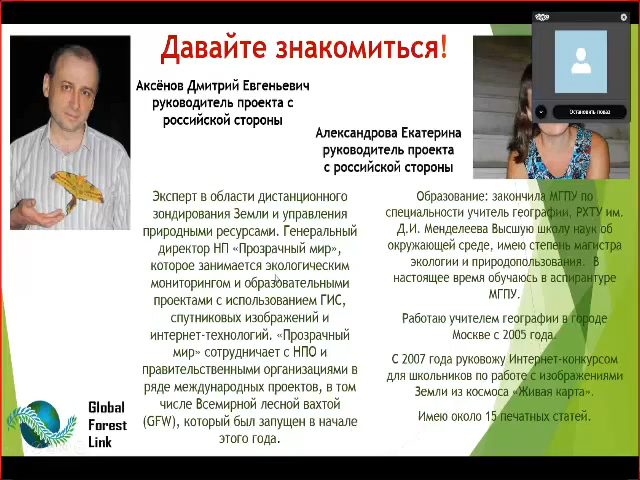 Давайте знакомиться!
Аксёнов Дмитрий Евгеньевич
руководитель проекта с
российской стороны
Александрова Екатерина
руководитель проекта
с российской стороны
Эксперт в области дистанционного
зондирования Земли и управления
природными ресурсами. Генеральный
директор НП «Прозрачный мир»,
которое занимается экологическим
мониторингом и образовательными
проектами с использованием ГИС,
спутниковых изображений и
интернет-технологий. «Прозрачный
мир» сотрудничает с НПО и
правительственными организациями в
ряде международных проектов, в том
числе Всемирной лесной вахтой
(GFW), который был запущен в начале
этого года.
Образование: закончила МГПУ по
специальности учитель географии, РХТУ им.
Д.И. Менделеева Высшую школу наук об
окружающей среде, имею степень магистра
экологии и природопользования. В
настоящее время обучаюсь в аспирантуре
МГПУ.
Работаю учителем географии в городе
Москве с 2005 года.
С 2007 года руковожу Интернет-конкурсом
для школьников по работе с изображениями
Земли из космоса «Живая карта».
Имею около 15 печатных статей.
Global
Forest
Link
skype
Остановить показ